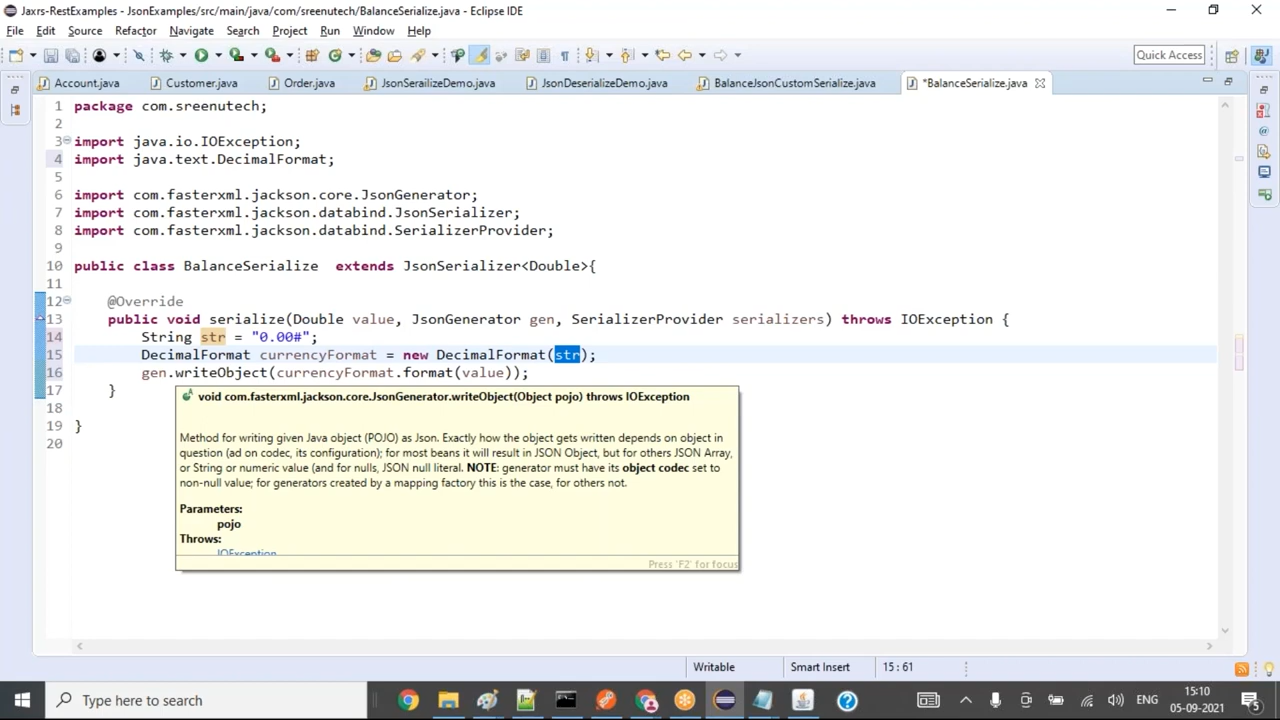 Jaxrs-RestExamples - JsonExamples/src/main/java/com/sreenutech/BalanceSerialize.java - Eclipse IDE
File Edit Source Refactor Navigate Search Project Run Window Help
Quick Access
Account.java Customer.java Order.java JsonSerailizeDemo.java JsonDeserializeDemo.java BalanceJsonCustomSerialize.java *BalanceSerialize.java
1 package com.sreenutech;
2
3 import java.io.IOException;
4 import java.text.DecimalFormat;
6 import com.fasterxml.jackson.core.JsonGenerator;
7 import com.fasterxml.jackson.databind.JsonSerializer;
8 import com.fasterxml.jackson.databind.SerializerProvider;
9
10 public class BalanceSerialize  extends JsonSerializer<Double>{
11
12 @Override
13 public void serialize(Double value, JsonGenerator gen, SerializerProvider serializers) throws IOException {
14 String str = "0.00#";
15 DecimalFormat currencyFormat = new DecimalFormat(str);
16 gen.writeObject(currencyFormat.format(value));
17 }
18
19 }
20
void com.fasterxml.jackson.core.JsonGenerator.writeObject(Object pojo) throws IOException
Method for writing given Java object (POJO) as Json. Exactly how the object gets written depends on object in
question (ad on codec, its configuration); for most beans it will result in JSON Object, but for others JSON Array,
or String or numeric value (and for nulls, JSON null literal. NOTE: generator must have its object codec set to
non-null value; for generators created by a mapping factory this is the case, for others not.
Parameters:
pojo
Throws:
IOException
Press 'F2' for focus
Writable Smart Insert 15 : 61
Type here to search
ENG
15:10
05-09-2021
5